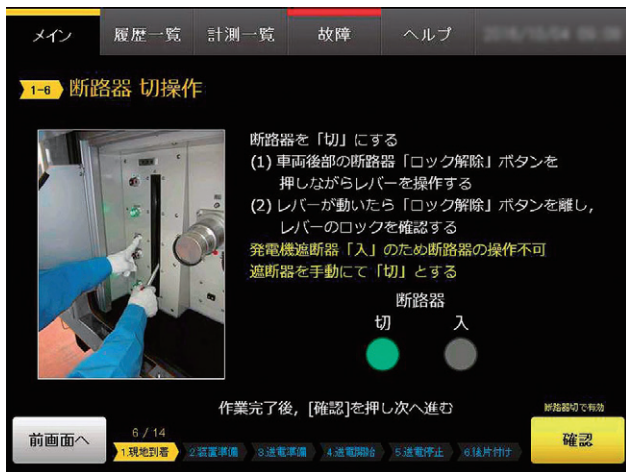 メイン
履歴一覧
計測一覧
故障
ヘルプ
1-6 断路器 切操作
断路器を「切」にする
(1) 車両後部の断路器「ロック解除」ボタンを
押しながらレバーを操作する
(2) レバーが動いたら「ロック解除」ボタンを離し,
レバーのロックを確認する
発電機遮断器「入」のため断路器の操作不可
遮断器を手動にて「切」とする
断路器
切 入
作業完了後, [確認]を押し次へ進む
断路器切で有効
前画面へ
6 / 14
1.現地到着
2.装置準備
3.送電準備
4.送電開始
5.送電停止
6.後片付け
確認